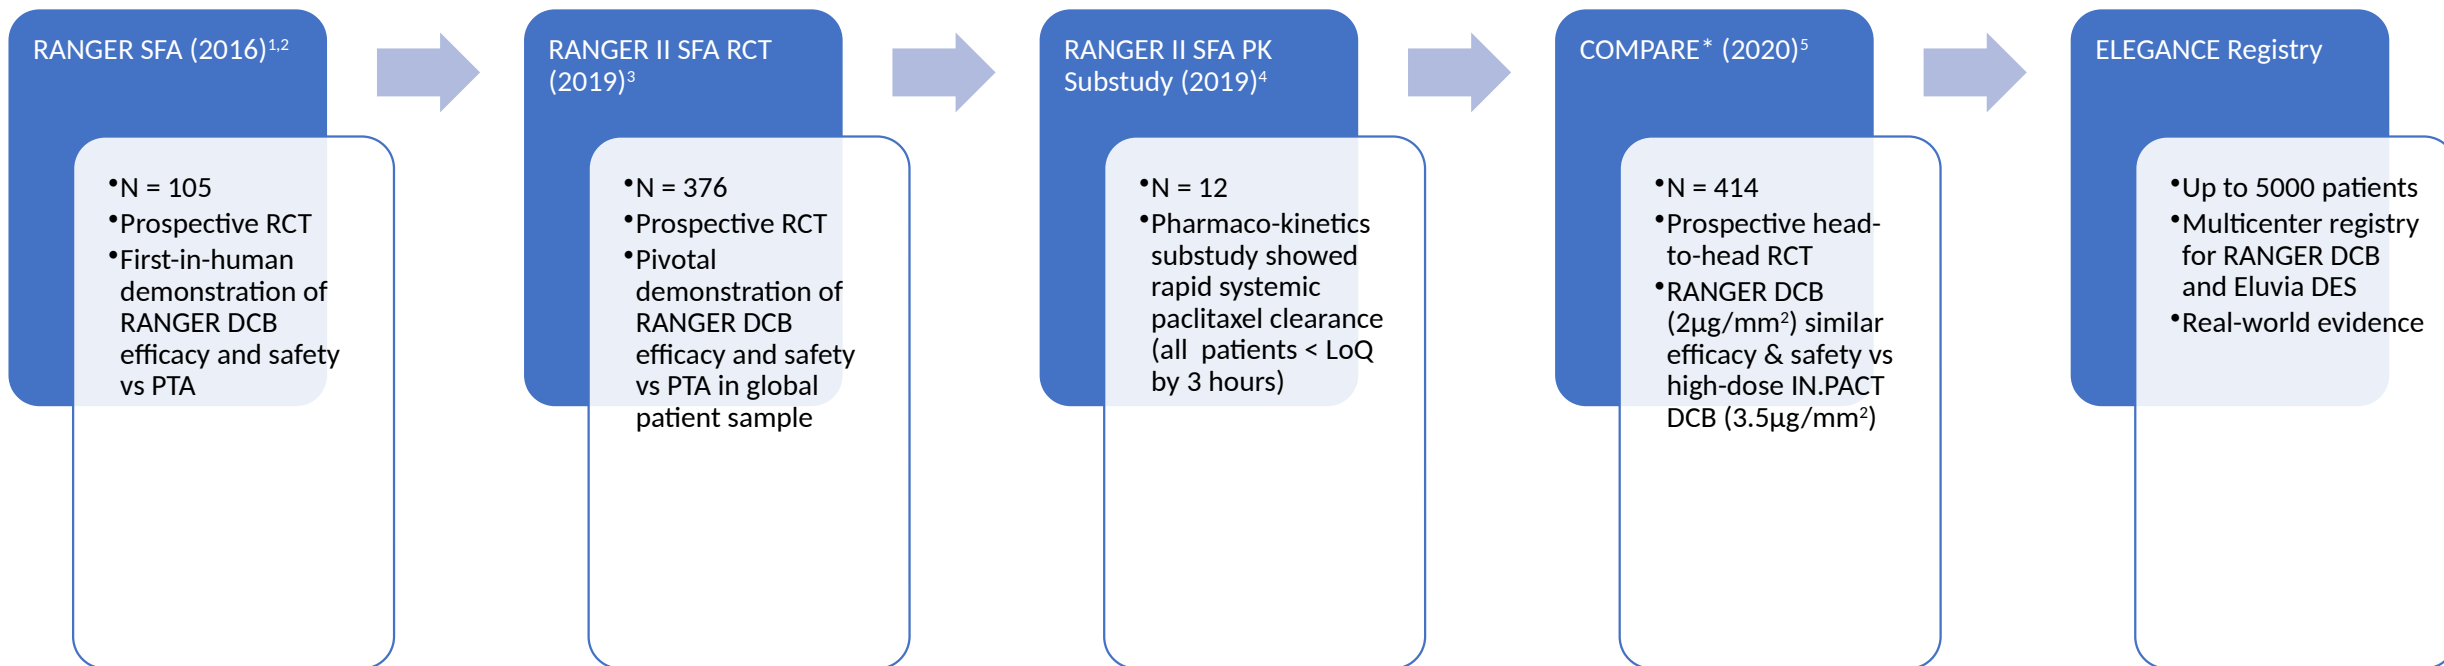 RANGER SFA (2016)1,2
•N = 105
•Prospective RCT
•First-in-human
demonstration of
RANGER DCB
efficacy and safety
vs PTA
RANGER II SFA RCT
(2019)3
•N = 376
•Prospective RCT
•Pivotal
demonstration of
RANGER DCB
efficacy and safety
vs PTA in global
patient sample
RANGER II SFA PK
Substudy (2019)4
•N = 12
•Pharmaco-kinetics
substudy showed
rapid systemic
paclitaxel clearance
(all  patients < LoQ
by 3 hours)
COMPARE* (2020)5
•N = 414
•Prospective head-
to-head RCT
•RANGER DCB
(2µg/mm²) similar
efficacy & safety vs
high-dose IN.PACT
DCB (3.5µg/mm²)
ELEGANCE Registry
•Up to 5000 patients
•Multicenter registry
for RANGER DCB
and Eluvia DES
•Real-world evidence